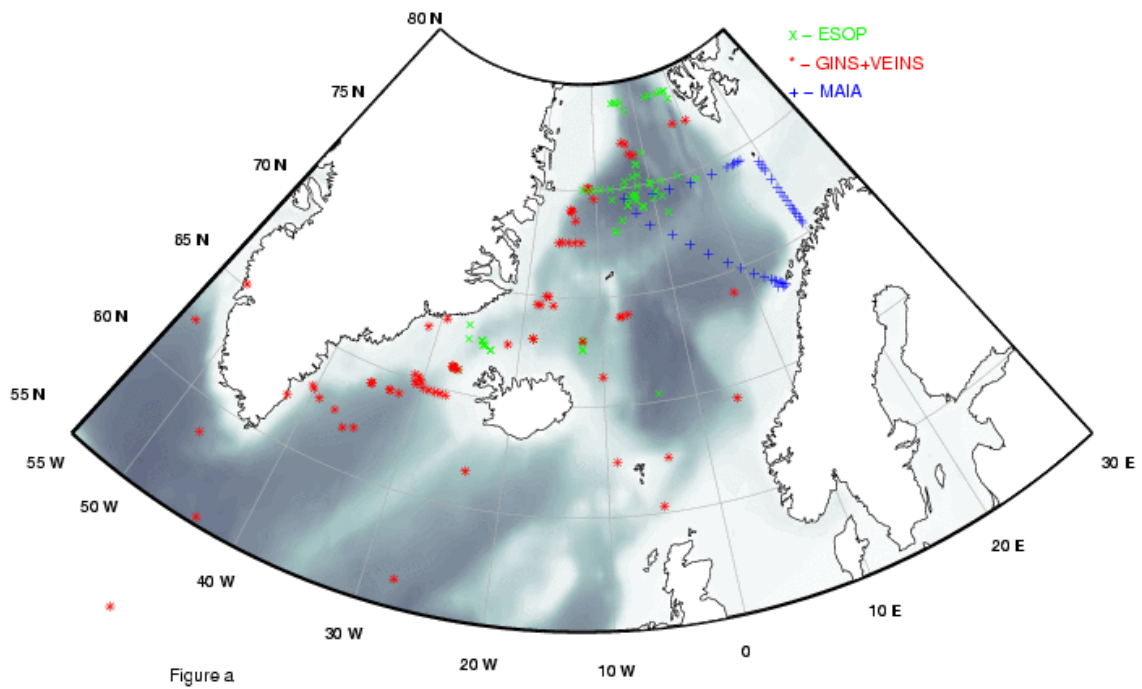 80 N
x – ESOP
* – GINS+VEINS
+ – MAIA
75 N
70 N
65 N
60 N
55 N
55 W
50 W
40 W
30 W
20 W
10 W
0
10 E
20 E
30 E
Figure a